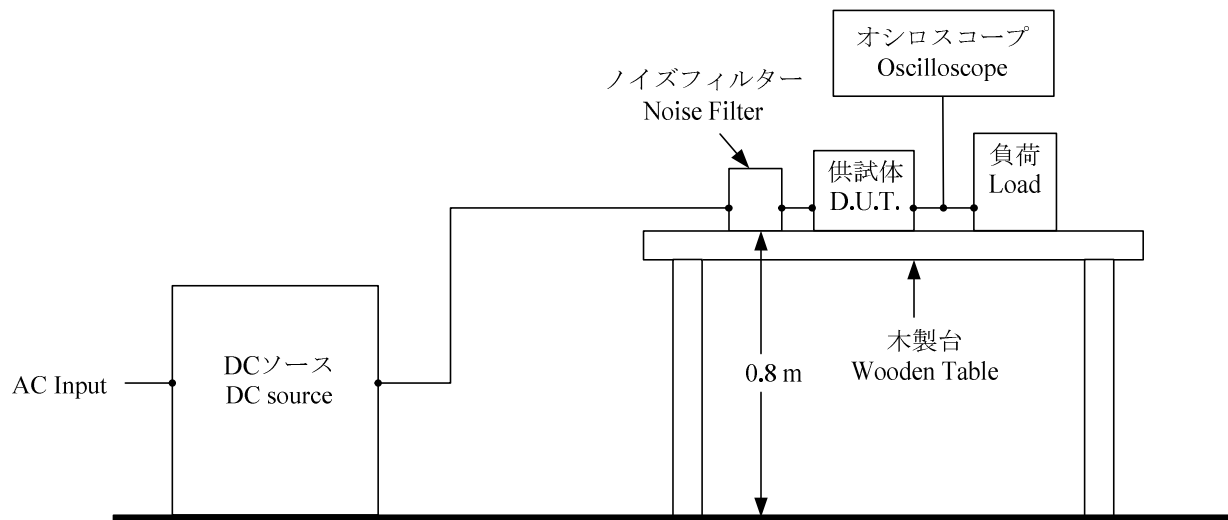 オシロスコープ
Oscilloscope
ノイズフィルター
Noise Filter
供試体
D.U.T.
負荷
Load
DCソース
DC source
AC Input
0.8 m
木製台
Wooden Table